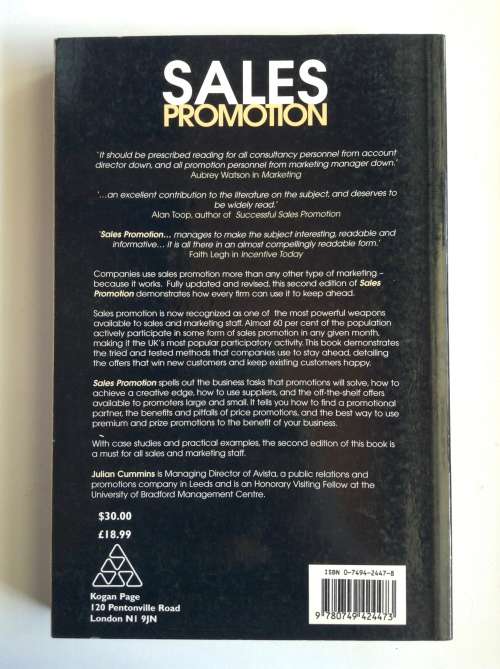 SALES
PROMOTION
'It should be prescribed reading for all consultancy personnel from account
director down, and all promotion personnel from marketing manager down.'
Aubrey Watson in Marketing
'...an excellent contribution to the literature on the subject, and deserves to
be widely read.'
Alan Toop, author of Successful Sales Promotion
'Sales Promotion... manages to make the subject interesting, readable and
informative... it is all there in an almost compellingly readable form.'
Faith Legh in Incentive Today
Companies use sales promotion more than any other type of marketing –
because it works. Fully updated and revised, this second edition of Sales
Promotion demonstrates how every firm can use it to keep ahead.
Sales promotion is now recognized as one of the most powerful weapons
available to sales and marketing staff. Almost 60 per cent of the population
actively participate in some form of sales promotion in any given month,
making it the UK's most popular participatory activity. This book demonstrates
the tried and tested methods that companies use to stay ahead, detailing
the offers that win new customers and keep existing customers happy.
Sales Promotion spells out the business tasks that promotions will solve, how to
achieve a creative edge, how to use suppliers, and the off-the-shelf offers
available to promoters large and small. It tells you how to find a promotional
partner, the benefits and pitfalls of price promotions, and the best way to use
premium and prize promotions to the benefit of your business.
With case studies and practical examples, the second edition of this book is
a must for all sales and marketing staff.
Julian Cummins is Managing Director of Avista, a public relations and
promotions company in Leeds and is an Honorary Visiting Fellow at the
University of Bradford Management Centre.
$30.00
£18.99
Kogan Page
120 Pentonville Road
London N1 9JN
ISBN 0-7494-2447-8
9 780749 424473